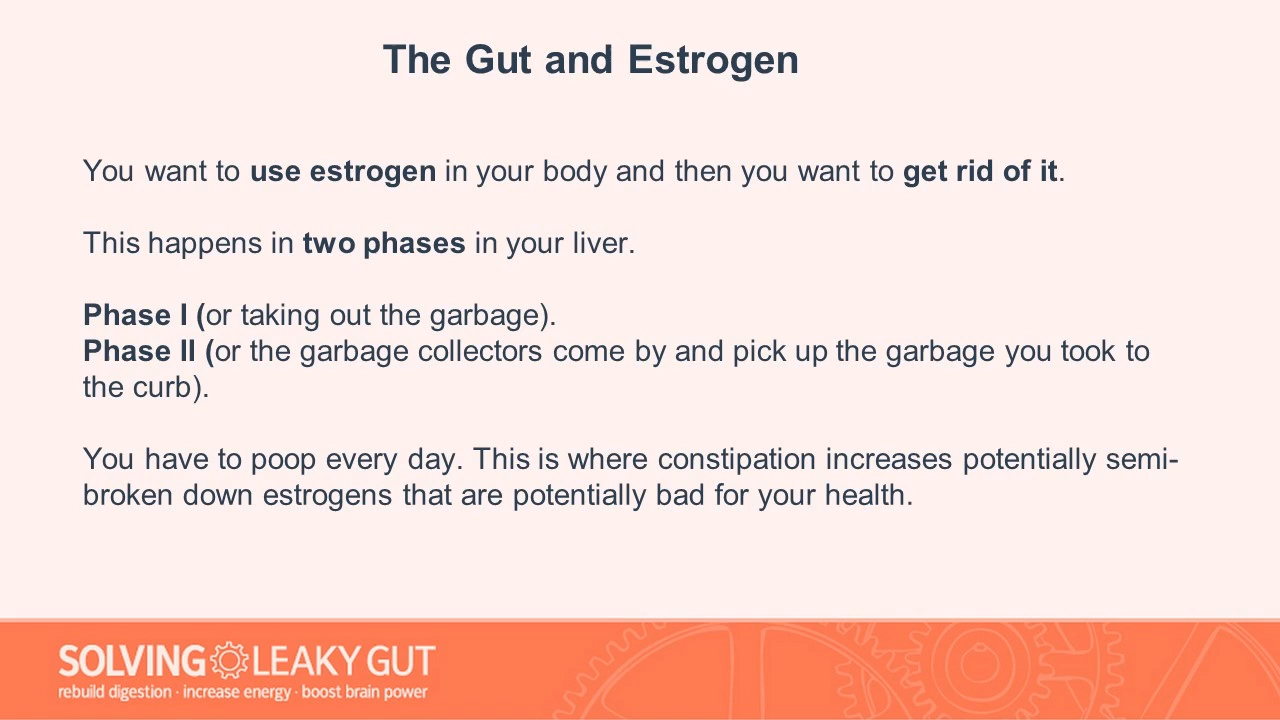 The Gut and Estrogen
You want to use estrogen in your body and then you want to get rid of it.
This happens in two phases in your liver.
Phase I (or taking out the garbage).
Phase II (or the garbage collectors come by and pick up the garbage you took to
the curb).
You have to poop every day. This is where constipation increases potentially semi-
broken down estrogens that are potentially bad for your health.
SOLVING LEAKY GUT
rebuild digestion · increase energy · boost brain power